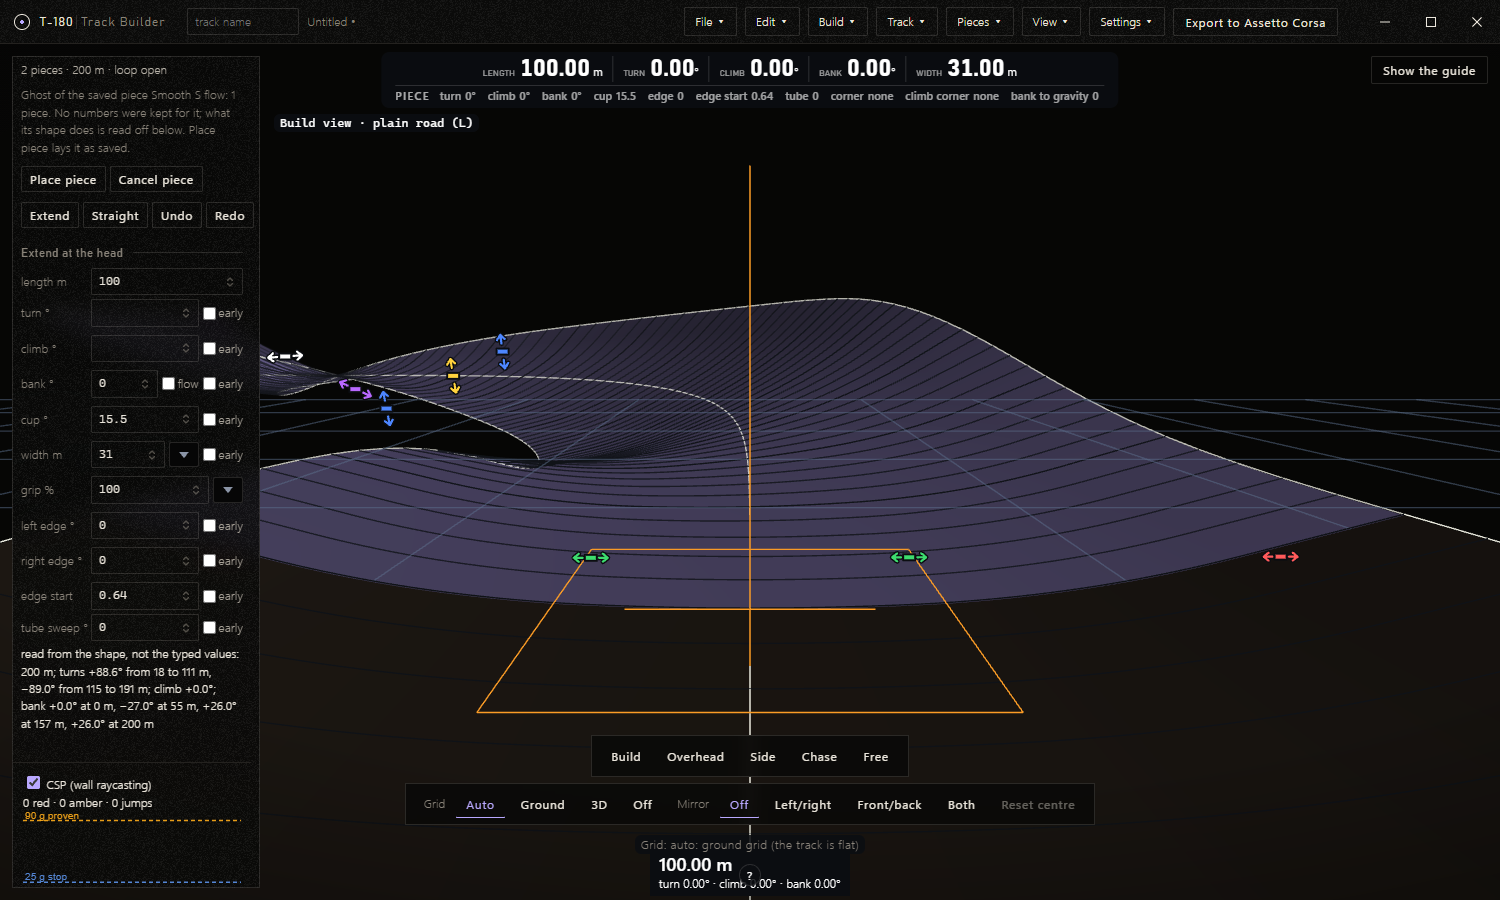 T-180 | Track Builder
track name
Untitled •
File ▾
Edit ▾
Build ▾
Track ▾
Pieces ▾
View ▾
Settings ▾
Export to Assetto Corsa
2 pieces · 200 m · loop open
Ghost of the saved piece Smooth S flow: 1
piece. No numbers were kept for it; what
its shape does is read off below. Place
piece lays it as saved.
Place piece
Cancel piece
Extend
Straight
Undo
Redo
Extend at the head
length m 100
turn ° early
climb ° early
bank ° 0 flow early
cup ° 15.5 early
width m 31 early
grip % 100
left edge ° 0 early
right edge ° 0 early
edge start 0.64 early
tube sweep ° 0 early
read from the shape, not the typed values:
200 m; turns +88.6° from 18 to 111 m,
−89.0° from 115 to 191 m; climb +0.0°;
bank +0.0° at 0 m, −27.0° at 55 m, +26.0°
at 157 m, +26.0° at 200 m
CSP (wall raycasting)
0 red · 0 amber · 0 jumps
90 g proven
25 g stop
LENGTH 100.00 m
TURN 0.00°
CLIMB 0.00°
BANK 0.00°
WIDTH 31.00 m
PIECE turn 0° climb 0° bank 0° cup 15.5 edge 0 edge start 0.64 tube 0 corner none climb corner none bank to gravity 0
Build view · plain road (L)
Show the guide
Build
Overhead
Side
Chase
Free
Grid Auto Ground 3D Off Mirror Off Left/right Front/back Both Reset centre
Grid: auto: ground grid (the track is flat)
100.00 m
?
turn 0.00° · climb 0.00° · bank 0.00°